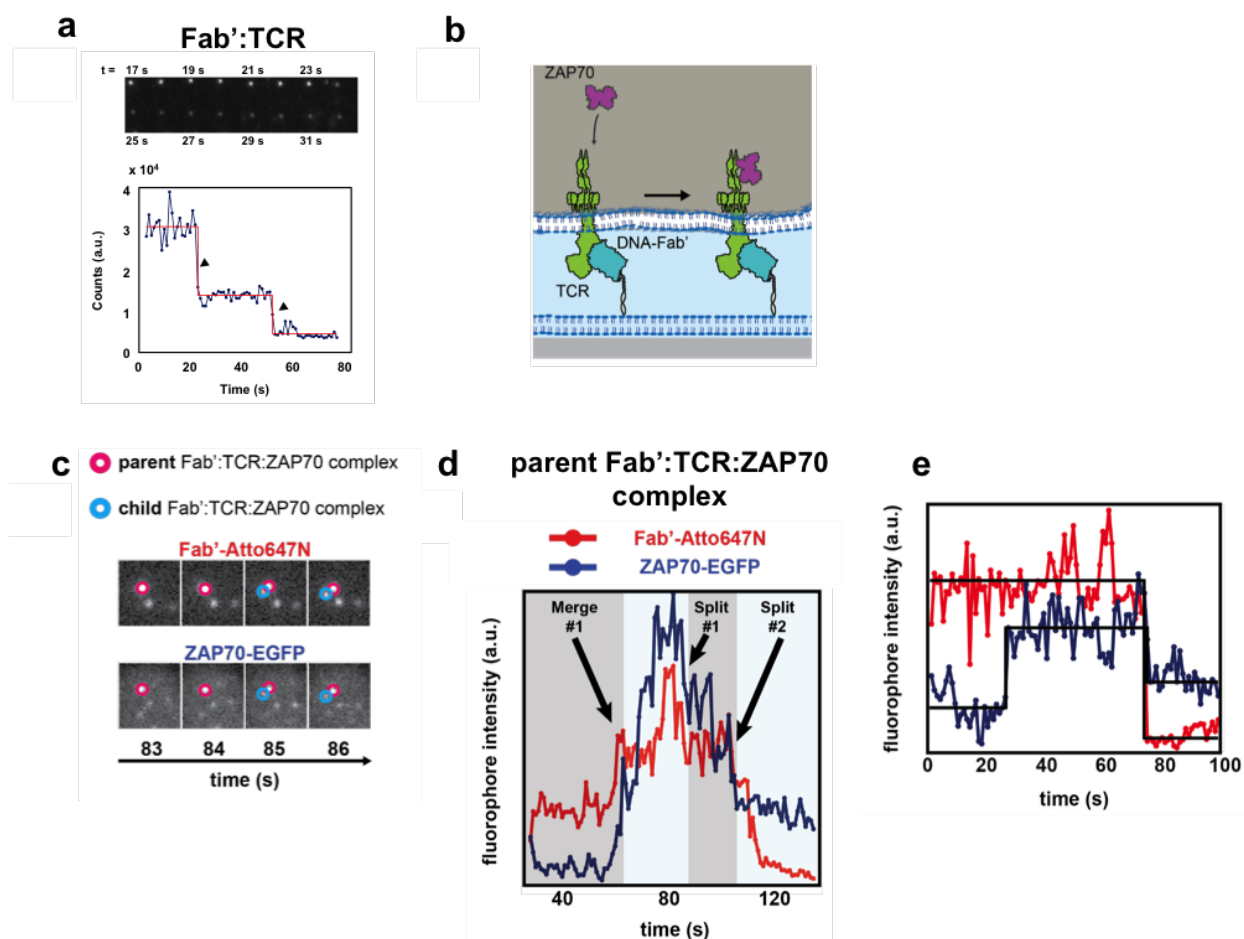 a
Fab':TCR
t = 17 s 19 s 21 s 23 s
25 s 27 s 29 s 31 s
x 10⁴
4
3
2
1
0
Counts (a.u.)
0 20 40 60 80
Time (s)
b
ZAP70
DNA-Fab'
TCR
c
parent Fab':TCR:ZAP70 complex
child Fab':TCR:ZAP70 complex
Fab'-Atto647N
ZAP70-EGFP
83 84 85 86
time (s)
d
parent Fab':TCR:ZAP70
complex
Fab'-Atto647N
ZAP70-EGFP
Merge
#1
Split
#1
Split
#2
fluorophore intensity (a.u.)
40 80 120
time (s)
e
fluorophore intensity (a.u.)
0 20 40 60 80 100
time (s)